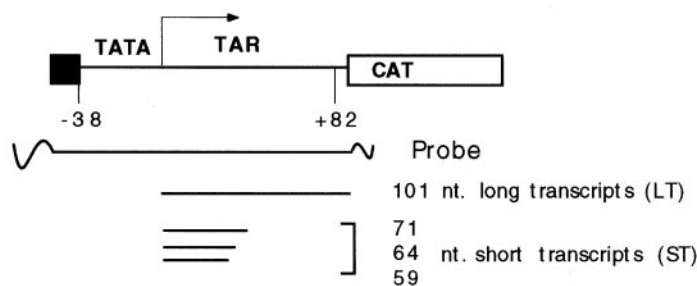 TATA TAR
CAT
-38 +82
Probe
101 nt. long transcripts (LT)
71
64 nt. short transcripts (ST)
59